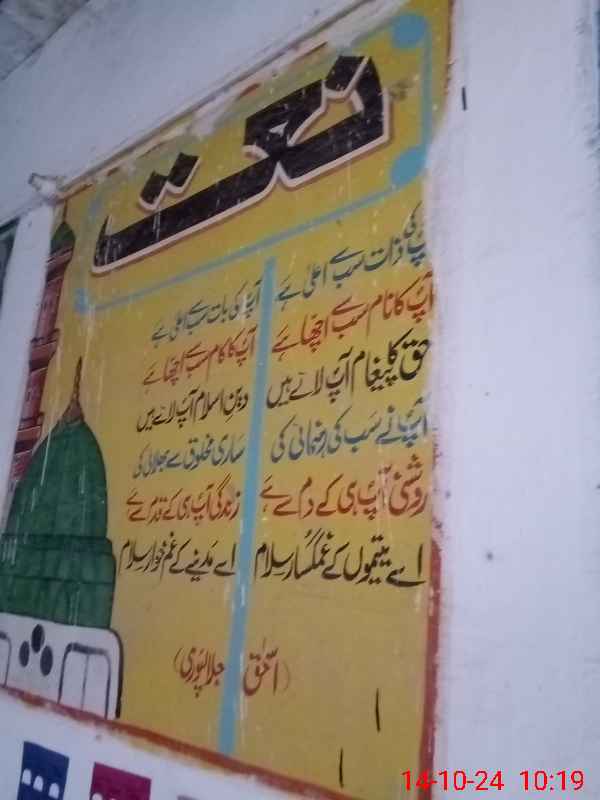 نعت
آپؐ کی ذات سب سے اعلیٰ ہے
آپؐ کی بات سب سے اعلیٰ ہے
آپؐ کا نام سب سے اچھا ہے
آپؐ کا کام سب سے اچھا ہے
حق کا پیغام آپؐ لائے ہیں
دینِ اسلام آپؐ لائے ہیں
آپؐ نے سب کی رہنمائی کی
ساری مخلوق سے بھلائی کی
روشنی آپؐ ہی کے دم سے ہے
زندگی آپؐ ہی کے قدم سے ہے
اے یتیموں کے غمگسار سلام
اے مدینے کے غم خوار سلام
(اسحٰق جلالپوری)
14-10-24 10:19